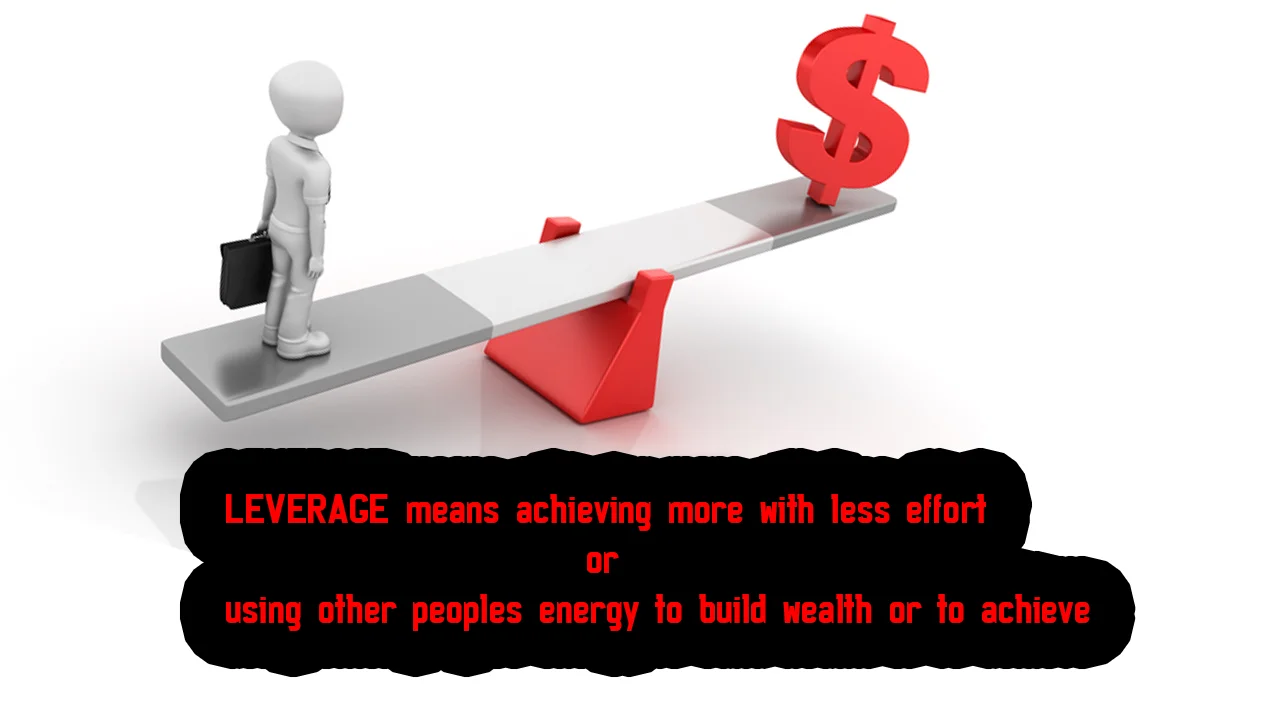 LEVERAGE means achieving more with less effort
or
using other peoples energy to build wealth or to achieve